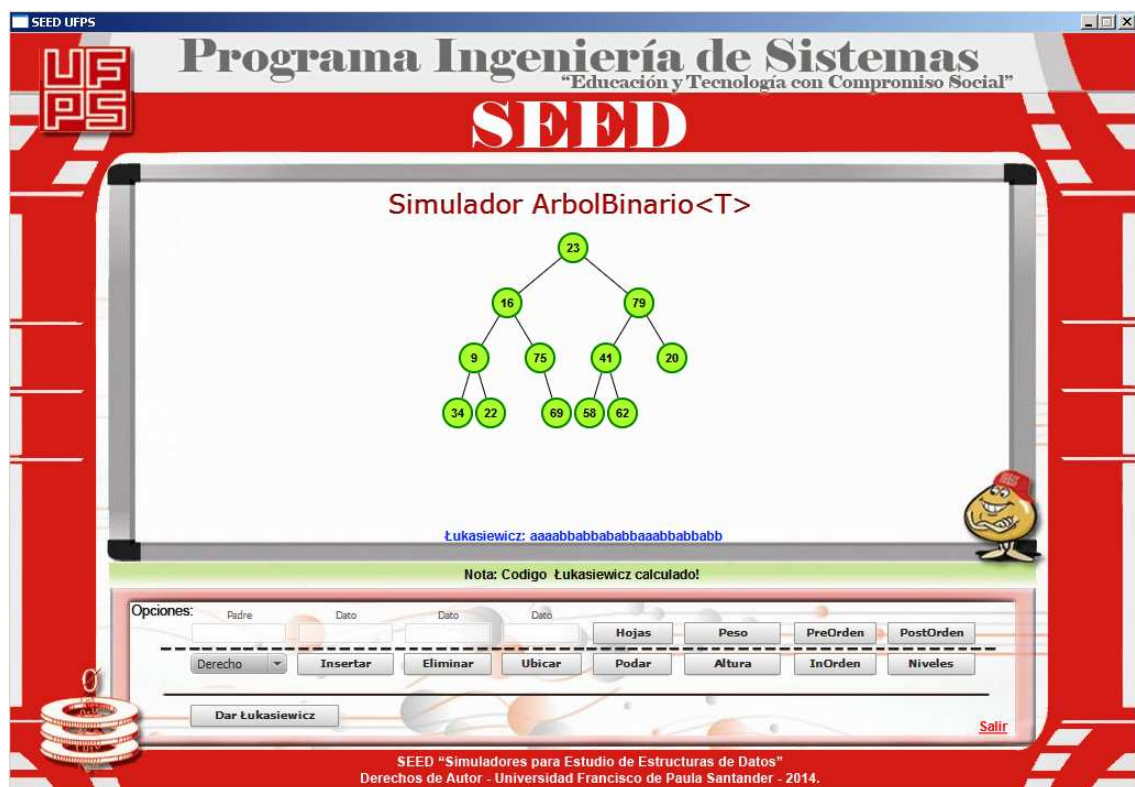 SEED UFPS
UF
PS
Programa Ingeniería de Sistemas
“Educación y Tecnología con Compromiso Social”
SEED
Simulador ArbolBinario<T>
23
16 79
9 75 41 20
34 22 69 58 62
Łukasiewicz: aaaabbabbababbaaabbabbabb
Nota: Codigo Łukasiewicz calculado!
Opciones:
Padre Dato Dato Dato
Hojas Peso PreOrden PostOrden
Derecho Insertar Eliminar Ubicar Podar Altura InOrden Niveles
Dar Łukasiewicz
Salir
SEED “Simuladores para Estudio de Estructuras de Datos”
Derechos de Autor - Universidad Francisco de Paula Santander - 2014.